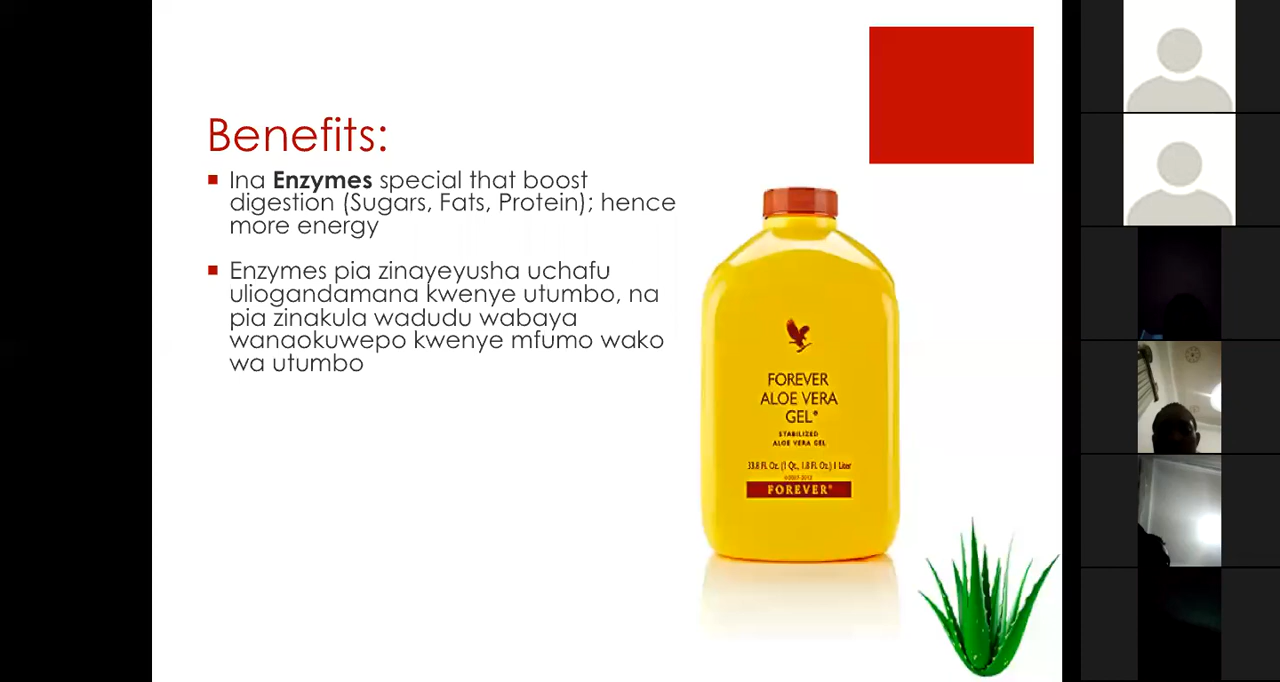 Benefits:
Ina Enzymes special that boost
digestion (Sugars, Fats, Protein); hence
more energy
Enzymes pia zinayeyusha uchafu
uliogandamana kwenye utumbo, na
pia zinakula wadudu wabaya
wanaokuwepo kwenye mfumo wako
wa utumbo
FOREVER
ALOE VERA
GEL®
STABILIZED
ALOE VERA GEL
33.8 FL. Oz. (1 Qt., 1.8 FL Oz.) 1 Liter
FOREVER®